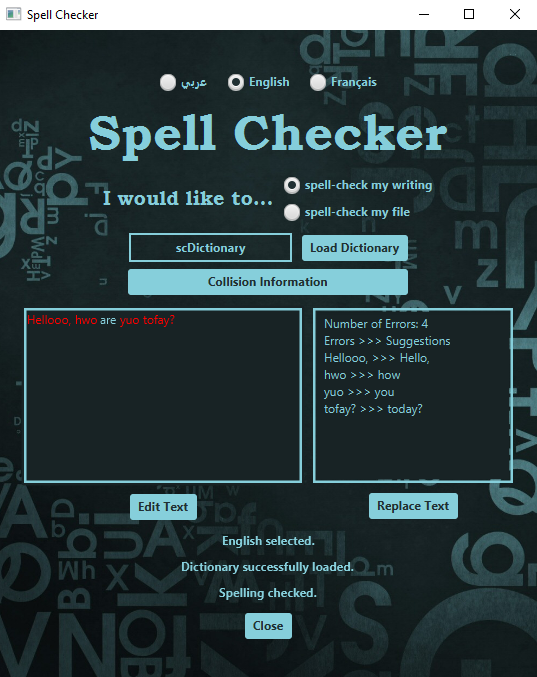 Spell Checker
عربي English Français
Spell Checker
I would like to...
spell-check my writing
spell-check my file
scDictionary Load Dictionary
Collision Information
Hellooo, hwo are yuo tofay?
Number of Errors: 4
Errors >>> Suggestions
Hellooo, >>> Hello,
hwo >>> how
yuo >>> you
tofay? >>> today?
Edit Text Replace Text
English selected.
Dictionary successfully loaded.
Spelling checked.
Close